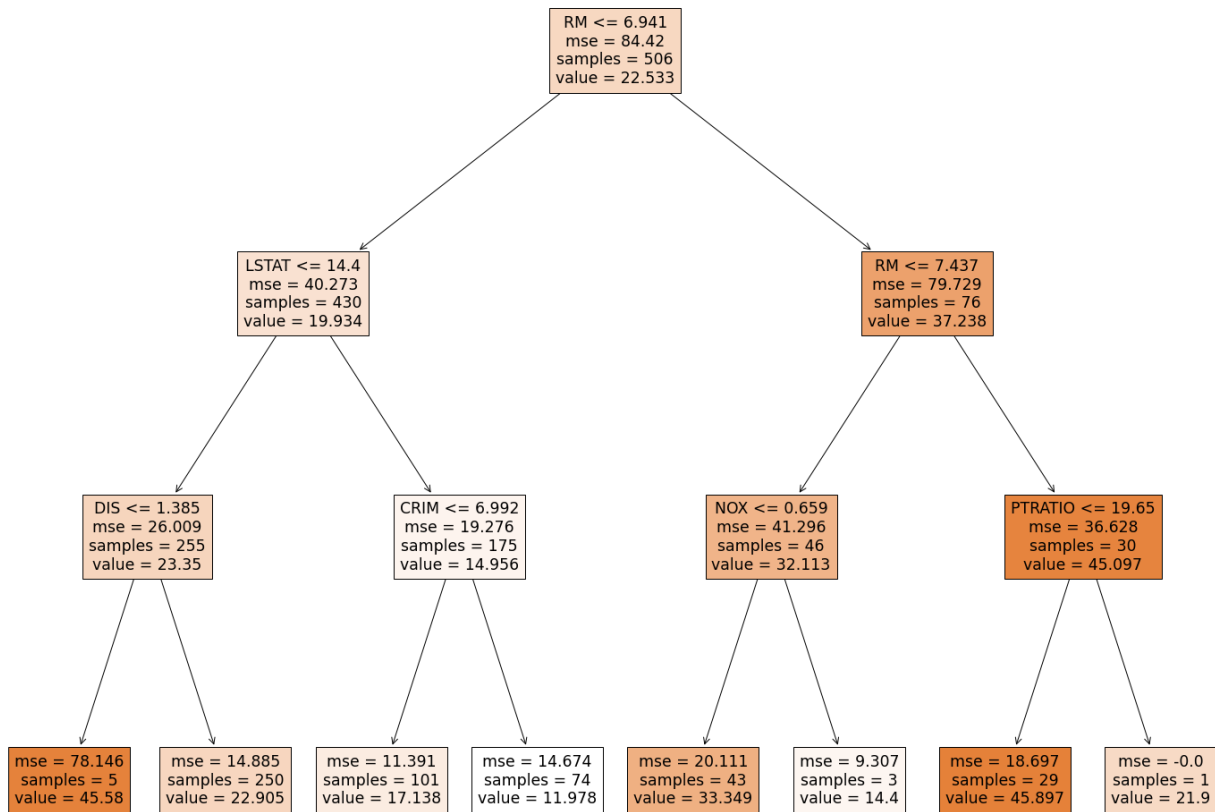 RM <= 6.941
mse = 84.42
samples = 506
value = 22.533
LSTAT <= 14.4
mse = 40.273
samples = 430
value = 19.934
RM <= 7.437
mse = 79.729
samples = 76
value = 37.238
DIS <= 1.385
mse = 26.009
samples = 255
value = 23.35
CRIM <= 6.992
mse = 19.276
samples = 175
value = 14.956
NOX <= 0.659
mse = 41.296
samples = 46
value = 32.113
PTRATIO <= 19.65
mse = 36.628
samples = 30
value = 45.097
mse = 78.146
samples = 5
value = 45.58
mse = 14.885
samples = 250
value = 22.905
mse = 11.391
samples = 101
value = 17.138
mse = 14.674
samples = 74
value = 11.978
mse = 20.111
samples = 43
value = 33.349
mse = 9.307
samples = 3
value = 14.4
mse = 18.697
samples = 29
value = 45.897
mse = -0.0
samples = 1
value = 21.9